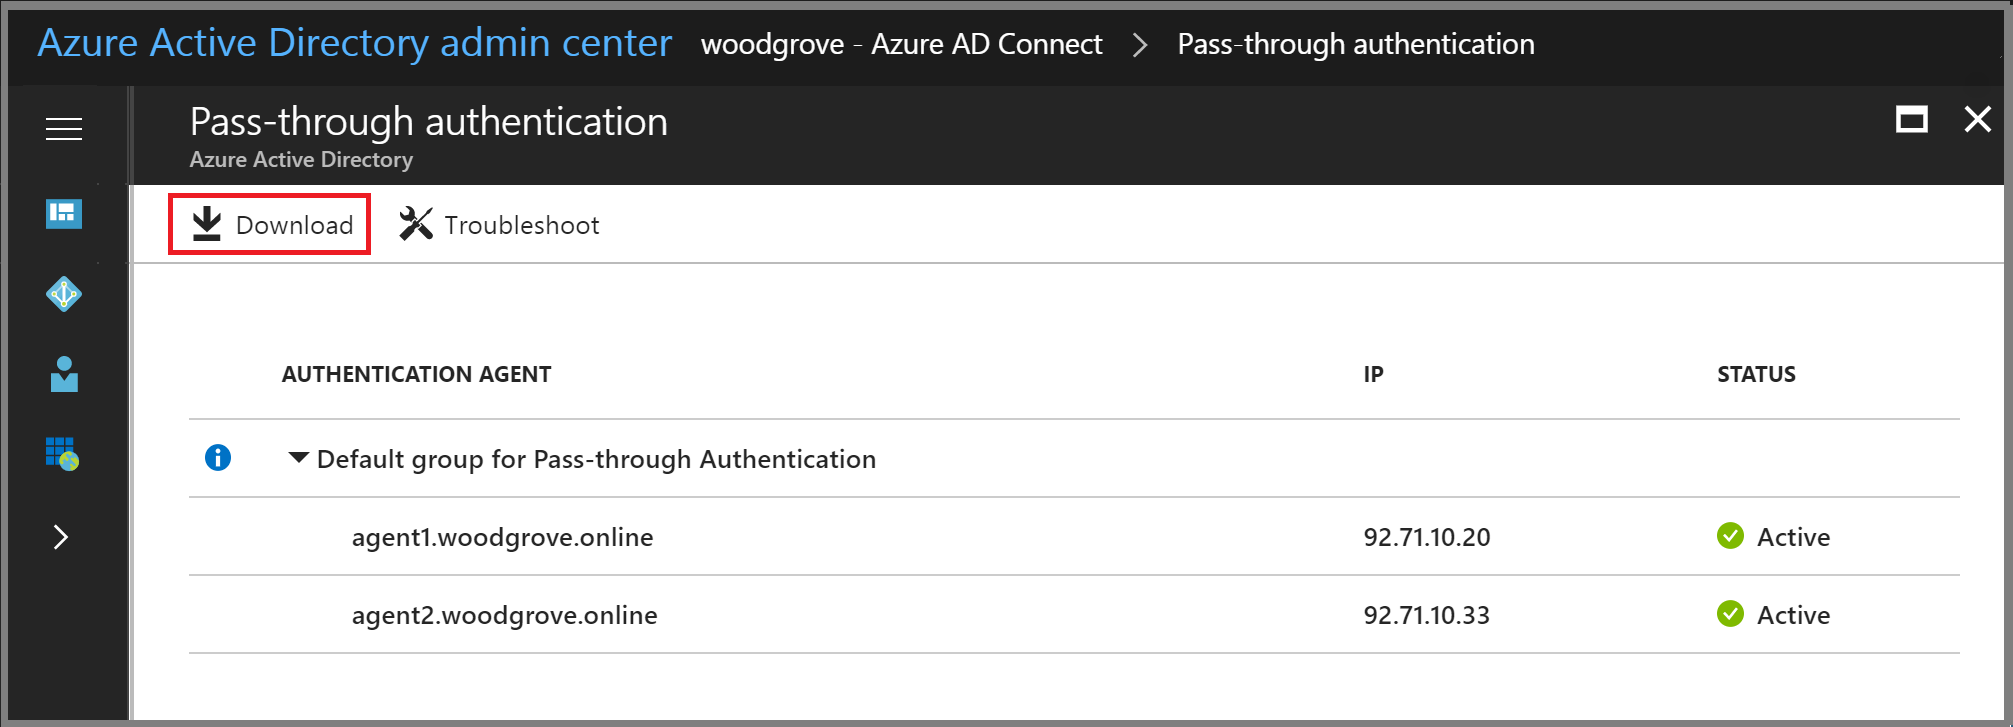 Azure Active Directory admin center woodgrove - Azure AD Connect > Pass-through authentication
Pass-through authentication
Azure Active Directory
Download Troubleshoot
AUTHENTICATION AGENT IP STATUS
Default group for Pass-through Authentication
agent1.woodgrove.online 92.71.10.20 Active
agent2.woodgrove.online 92.71.10.33 Active